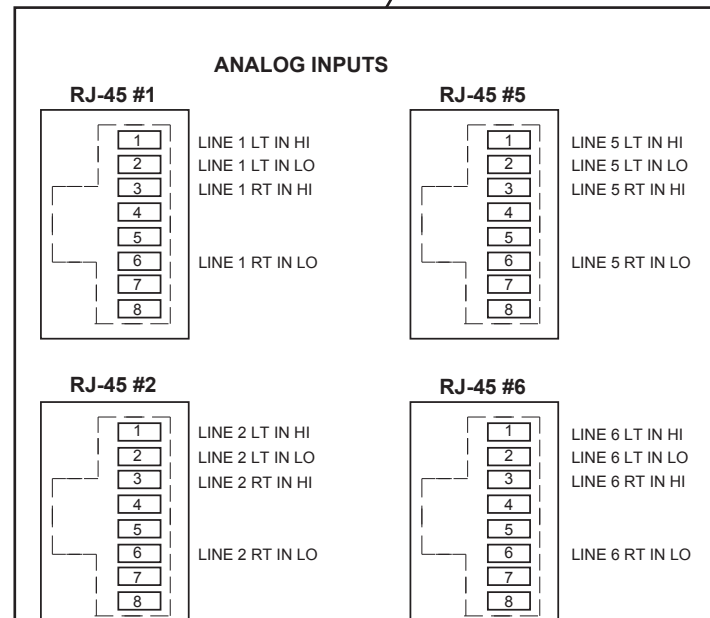 ANALOG INPUTS
RJ-45 #1
1 LINE 1 LT IN HI
2 LINE 1 LT IN LO
3 LINE 1 RT IN HI
4
5
6 LINE 1 RT IN LO
7
8
RJ-45 #5
1 LINE 5 LT IN HI
2 LINE 5 LT IN LO
3 LINE 5 RT IN HI
4
5
6 LINE 5 RT IN LO
7
8
RJ-45 #2
1 LINE 2 LT IN HI
2 LINE 2 LT IN LO
3 LINE 2 RT IN HI
4
5
6 LINE 2 RT IN LO
7
8
RJ-45 #6
1 LINE 6 LT IN HI
2 LINE 6 LT IN LO
3 LINE 6 RT IN HI
4
5
6 LINE 6 RT IN LO
7
8